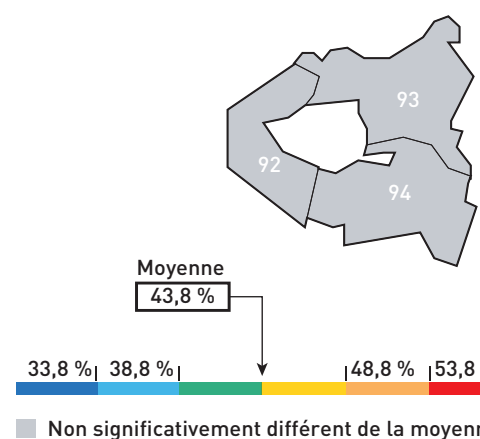 93
92
94
Moyenne
43,8 %
33,8 % 38,8 % 48,8 % 53,8
Non significativement différent de la